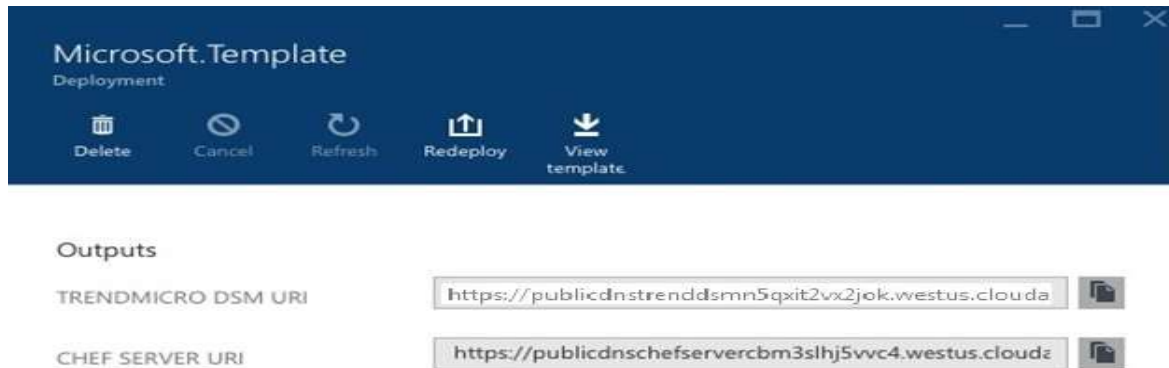 Microsoft.Template
Deployment
Delete
Cancel
Refresh
Redeploy
View
template
Outputs
TRENDMICRO DSM URI
https://publicdnstrenddsmn5qxit2vx2jok.westus.clouda
CHEF SERVER URI
https://publicdnschefservercbm3slhj5vvc4.westus.clouda